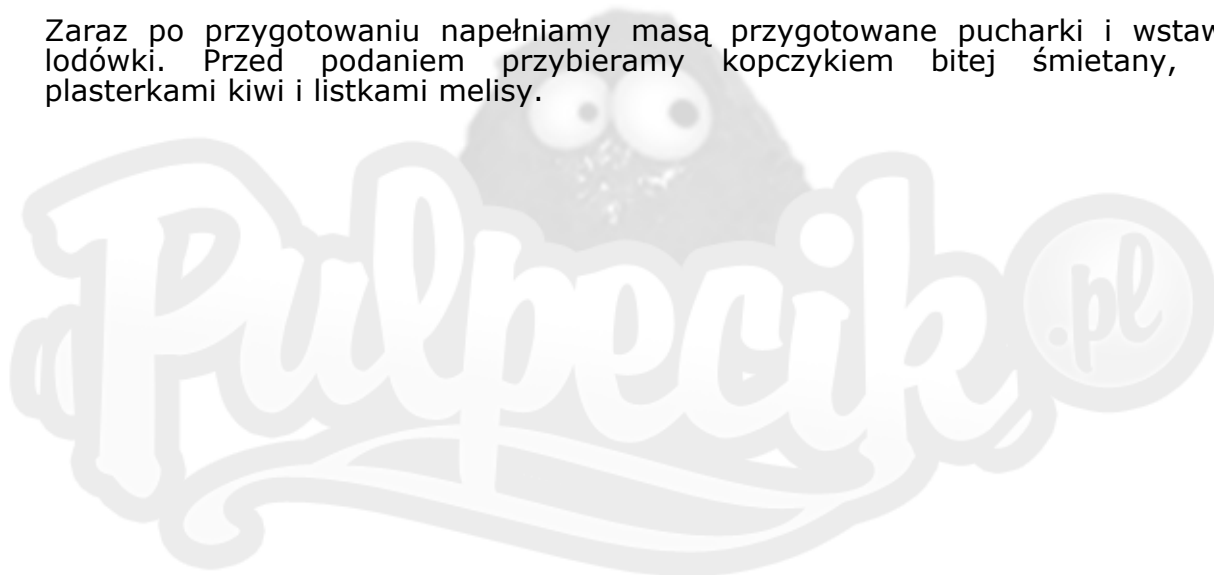 Zaraz po przygotowaniu napełniamy masą przygotowane pucharki i wstaw
lodówki. Przed podaniem przybieramy kopczykiem bitej śmietany,
plasterkami kiwi i listkami melisy.
Pulpecik .pl